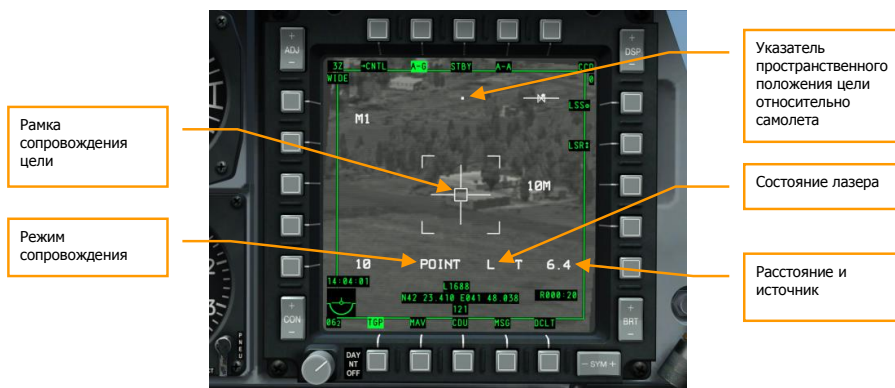 Рамка
сопровождения
цели
Режим
сопровождения
Указатель
пространственного
положения цели
относительно
самолета
Состояние лазера
Расстояние и
источник
+
ADJ
-
+
DSP
-
3Z
A-G
STBY
A-A
WIDE
0
M1
LSS
LSR
10M
10 POINT L T 6.4
14:04:01
L1688
N42 23.410 E041 48.038
R000:20
121
TGP
MAV
CDU
MSG
DCLT
+
CON
-
+
BRT
-
DAY
NT
OFF
- SYM +